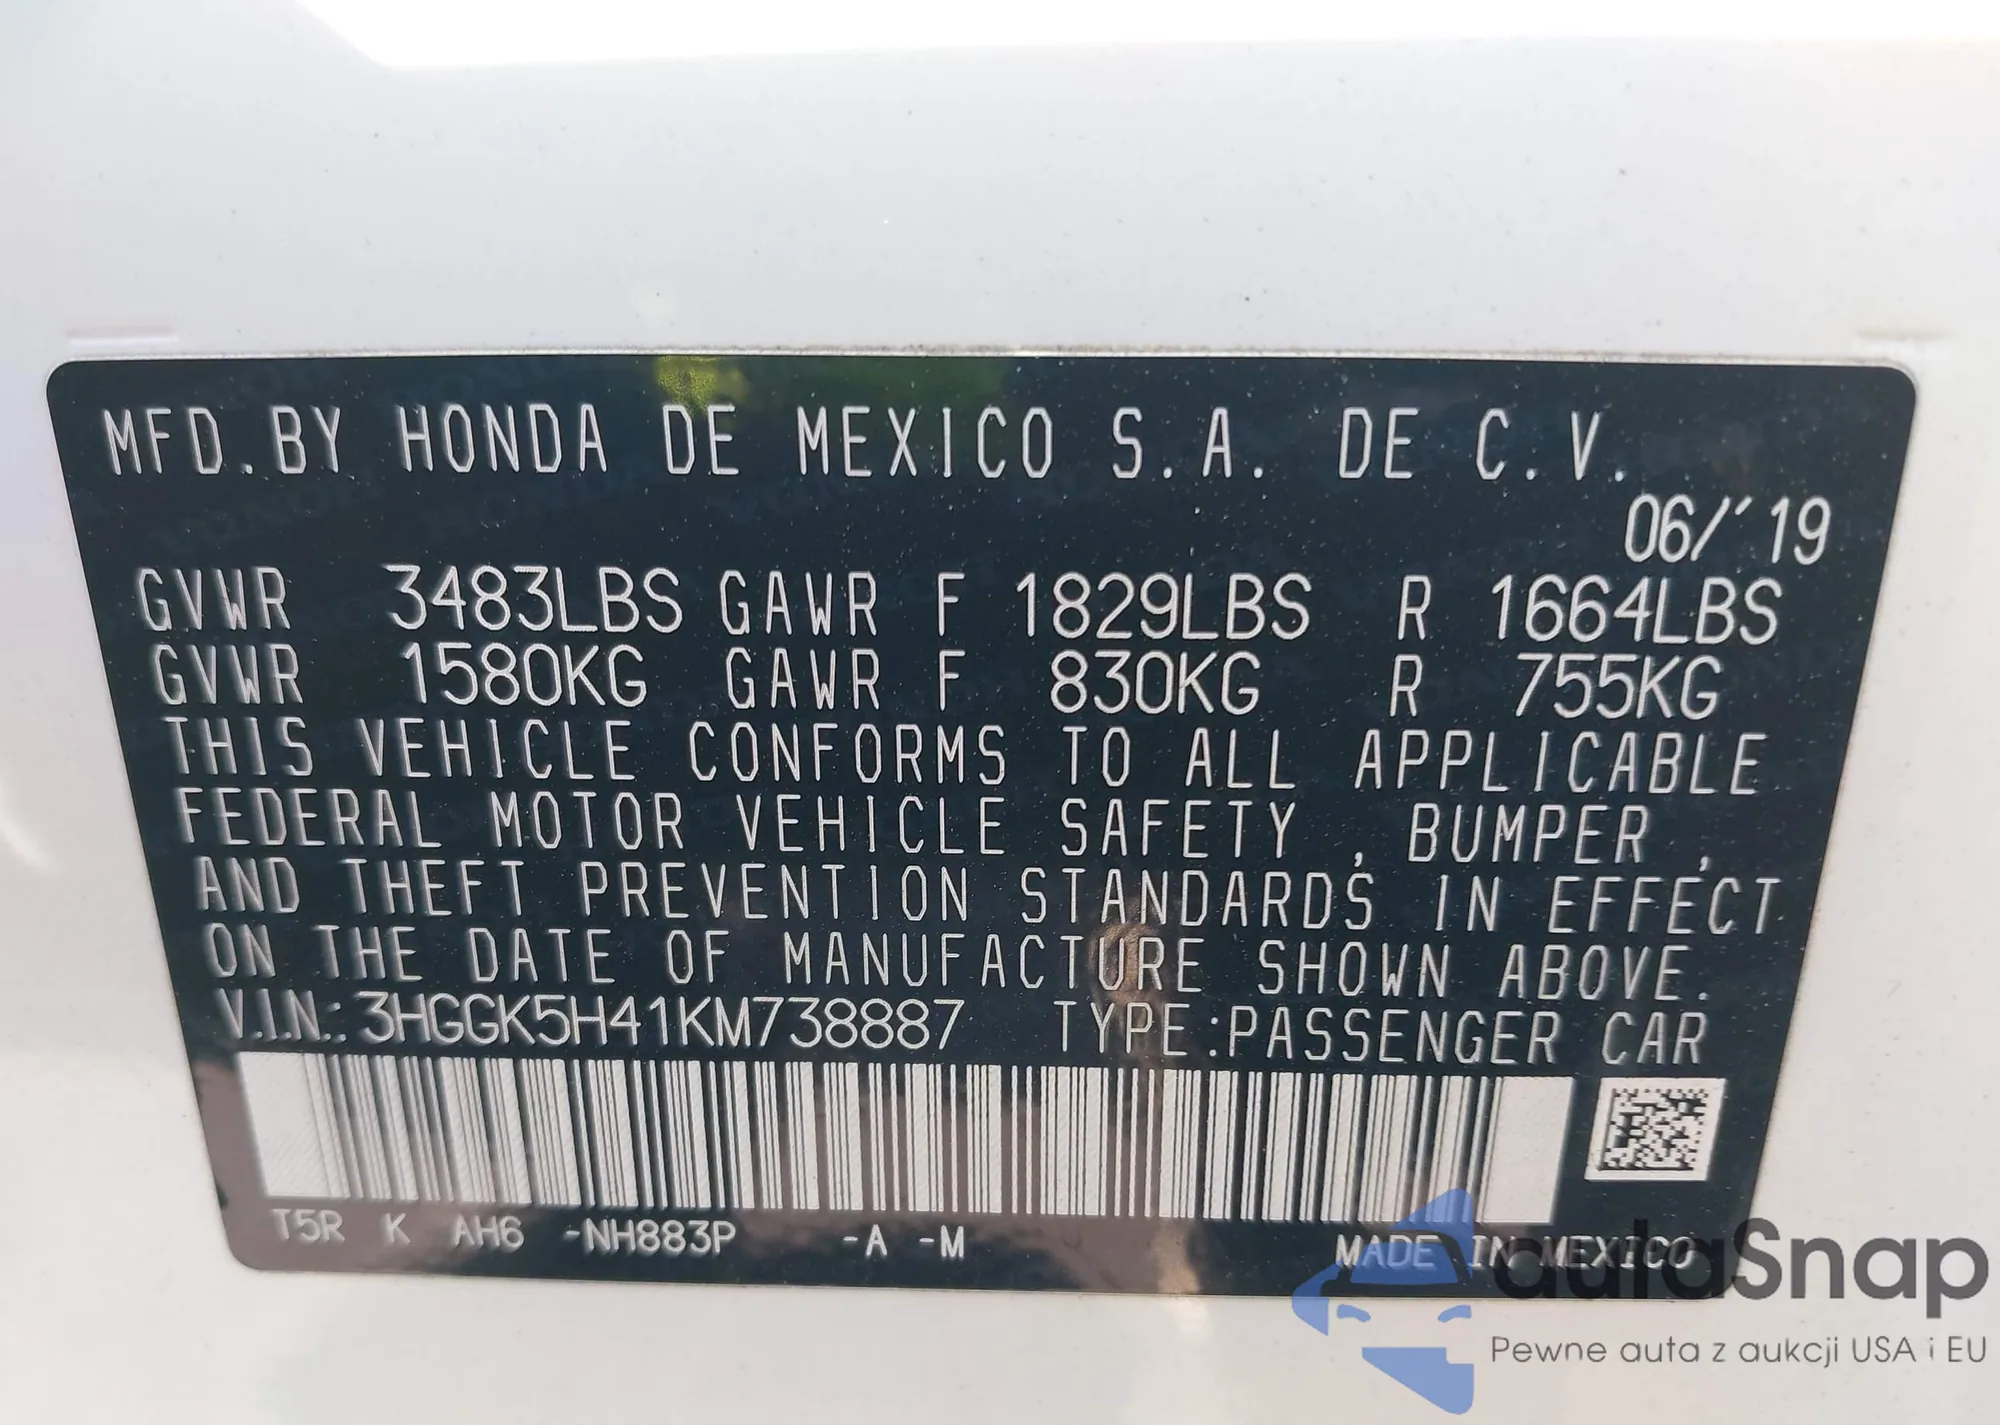 MFD.BY HONDA DE MEXICO S.A. DE C.V.
06/'19
GVWR 3483LBS GAWR F 1829LBS R 1664LBS
GVWR 1580KG GAWR F 830KG R 755KG
THIS VEHICLE CONFORMS TO ALL APPLICABLE
FEDERAL MOTOR VEHICLE SAFETY, BUMPER,
AND THEFT PREVENTION STANDARDS IN EFFECT
ON THE DATE OF MANUFACTURE SHOWN ABOVE.
V.I.N.: 3HGGK5H41KM738887 TYPE:PASSENGER CAR
T5R K AH6 -NH883P -A -M
MADE IN MEXICO
autaSnap
Pewne auta z aukcji USA i EU